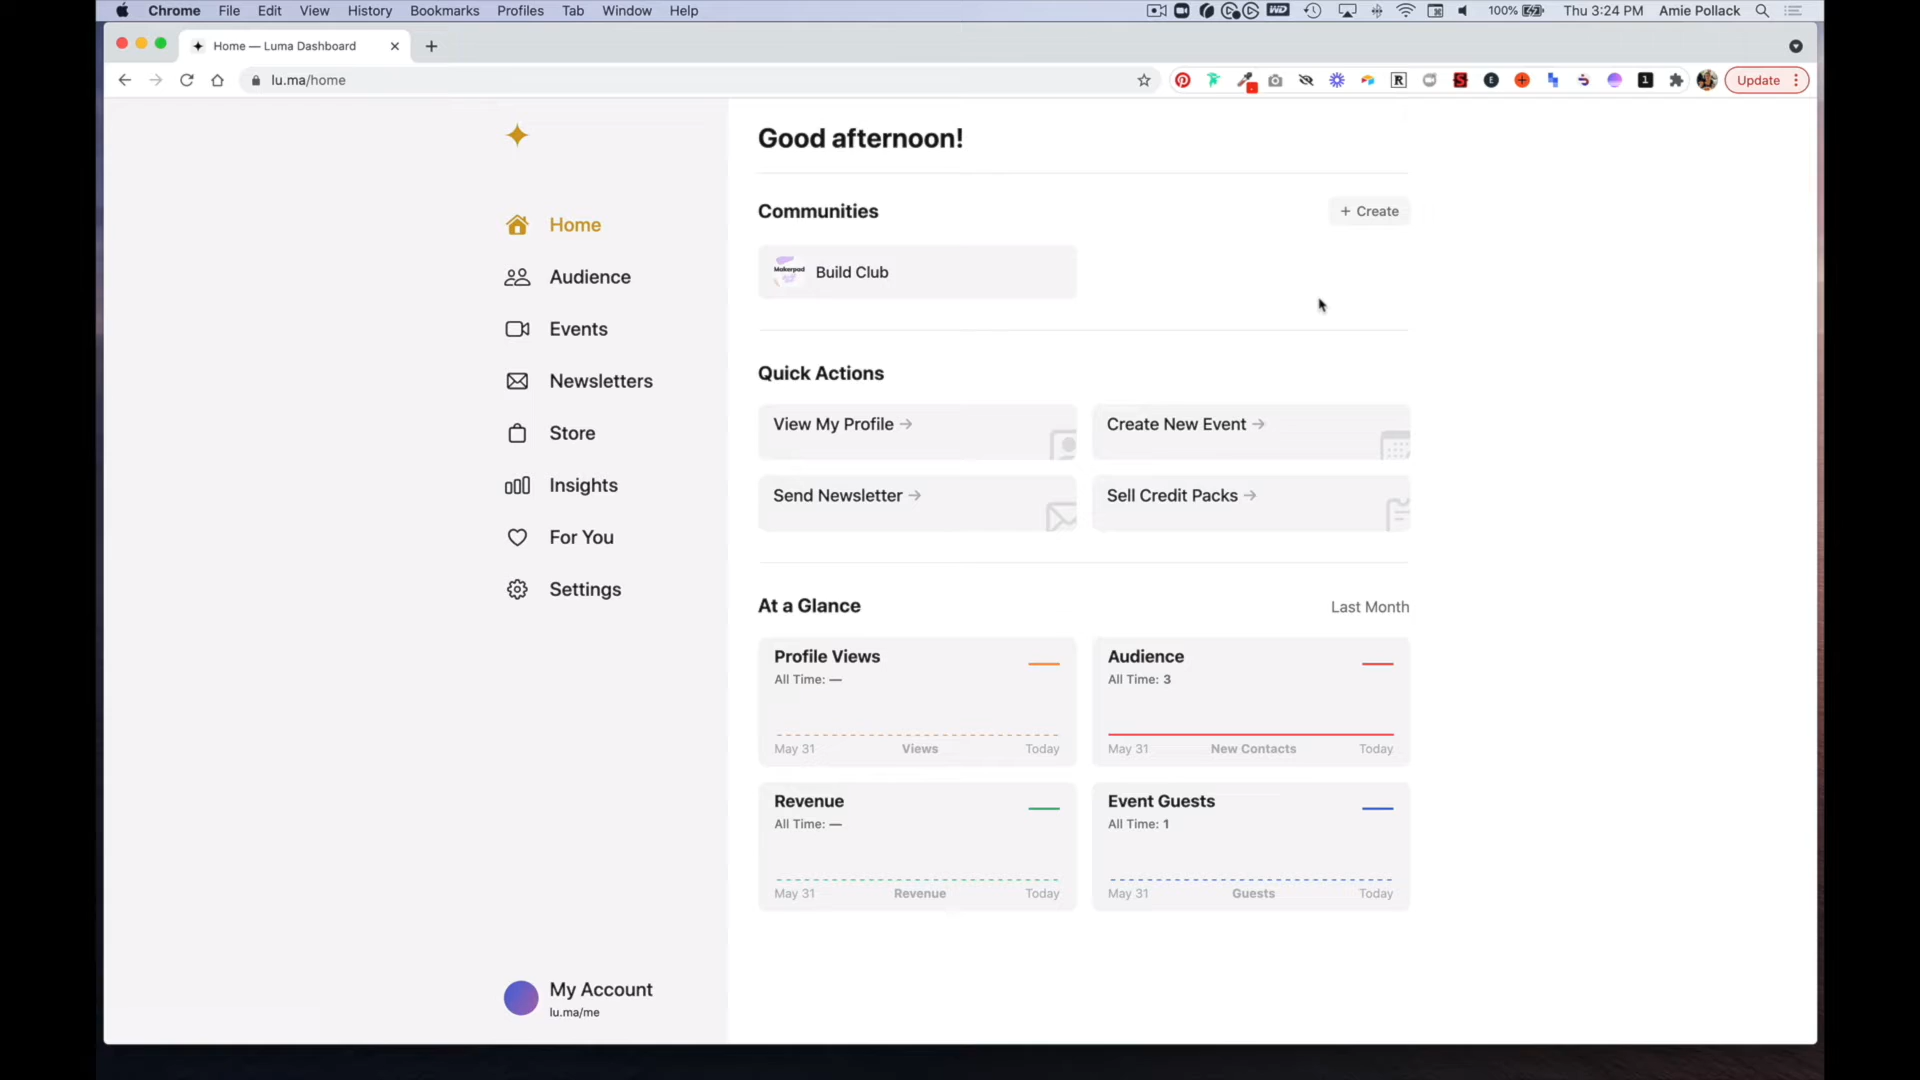 Chrome File Edit View History Bookmarks Profiles Tab Window Help 100% Thu 3:24 PM Amie Pollack
Home — Luma Dashboard
lu.ma/home
Update
Home
Audience
Events
Newsletters
Store
Insights
For You
Settings
My Account
lu.ma/me
Good afternoon!
Communities + Create
Makerpad Build Club
Quick Actions
View My Profile → Create New Event →
Send Newsletter → Sell Credit Packs →
At a Glance Last Month
Profile Views Audience
All Time: — All Time: 3
May 31 Views Today May 31 New Contacts Today
Revenue Event Guests
All Time: — All Time: 1
May 31 Revenue Today May 31 Guests Today